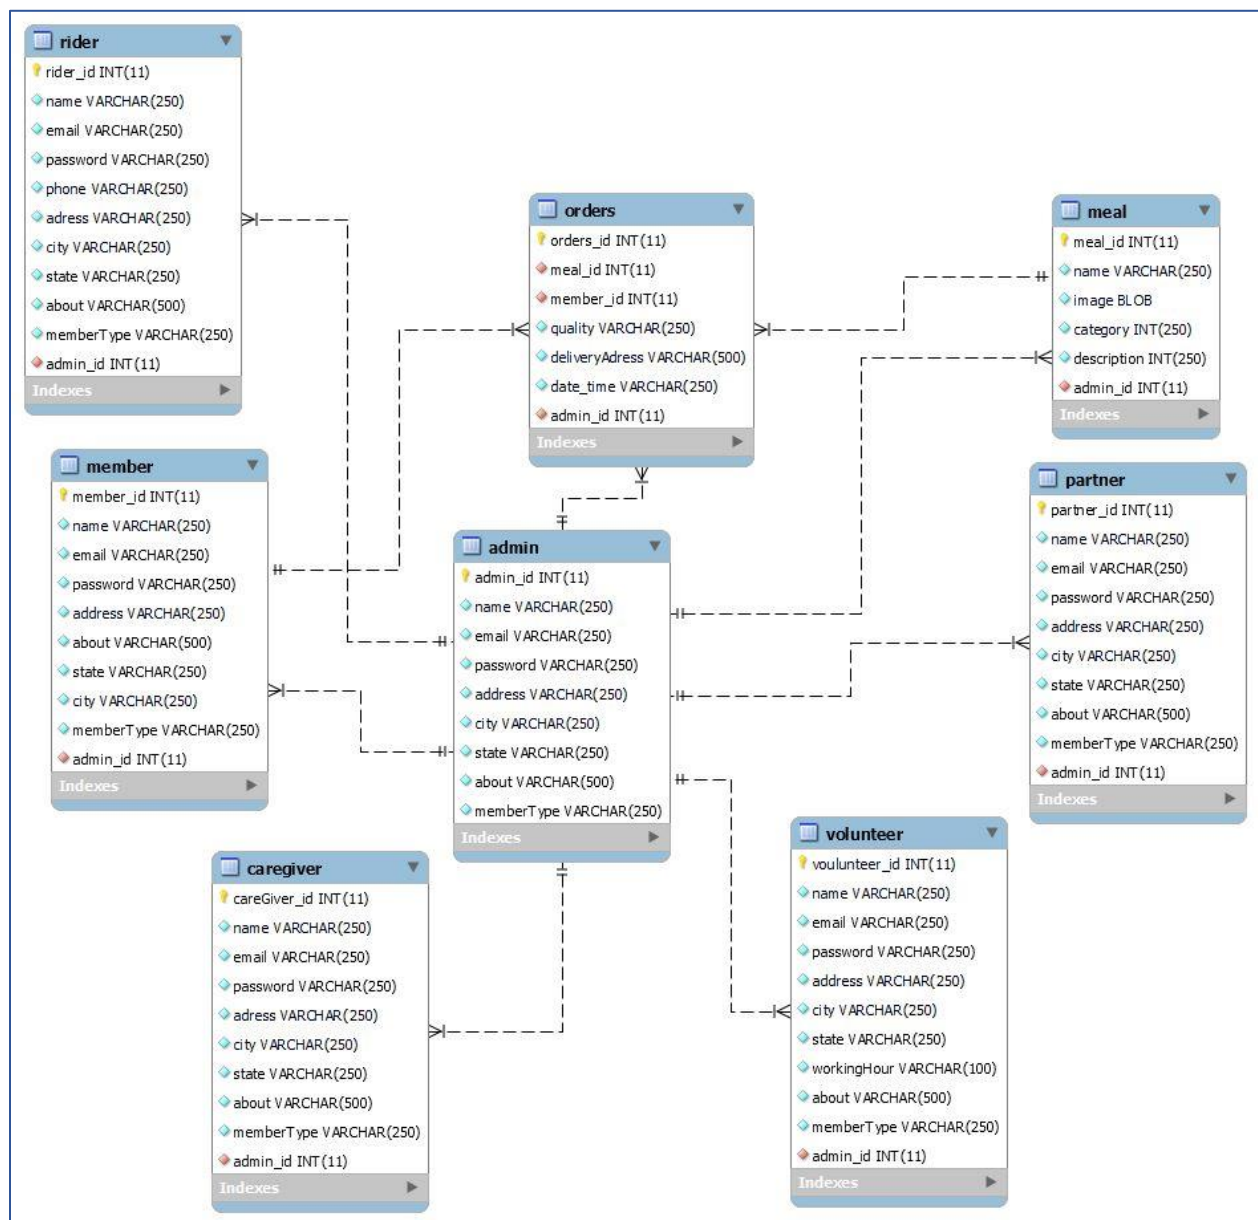 rider
rider_id INT(11)
name VARCHAR(250)
email VARCHAR(250)
password VARCHAR(250)
phone VARCHAR(250)
adress VARCHAR(250)
city VARCHAR(250)
state VARCHAR(250)
about VARCHAR(500)
memberType VARCHAR(250)
admin_id INT(11)
Indexes
orders
orders_id INT(11)
meal_id INT(11)
member_id INT(11)
quality VARCHAR(250)
deliveryAdress VARCHAR(500)
date_time VARCHAR(250)
admin_id INT(11)
Indexes
meal
meal_id INT(11)
name VARCHAR(250)
image BLOB
category INT(250)
description INT(250)
admin_id INT(11)
Indexes
member
member_id INT(11)
name VARCHAR(250)
email VARCHAR(250)
password VARCHAR(250)
address VARCHAR(250)
about VARCHAR(500)
state VARCHAR(250)
city VARCHAR(250)
memberType VARCHAR(250)
admin_id INT(11)
Indexes
admin
admin_id INT(11)
name VARCHAR(250)
email VARCHAR(250)
password VARCHAR(250)
address VARCHAR(250)
city VARCHAR(250)
state VARCHAR(250)
about VARCHAR(500)
memberType VARCHAR(250)
Indexes
partner
partner_id INT(11)
name VARCHAR(250)
email VARCHAR(250)
password VARCHAR(250)
address VARCHAR(250)
city VARCHAR(250)
state VARCHAR(250)
about VARCHAR(500)
memberType VARCHAR(250)
admin_id INT(11)
Indexes
caregiver
careGiver_id INT(11)
name VARCHAR(250)
email VARCHAR(250)
password VARCHAR(250)
adress VARCHAR(250)
city VARCHAR(250)
state VARCHAR(250)
about VARCHAR(500)
memberType VARCHAR(250)
admin_id INT(11)
Indexes
volunteer
voulunteer_id INT(11)
name VARCHAR(250)
email VARCHAR(250)
password VARCHAR(250)
address VARCHAR(250)
city VARCHAR(250)
state VARCHAR(250)
workingHour VARCHAR(100)
about VARCHAR(500)
memberType VARCHAR(250)
admin_id INT(11)
Indexes